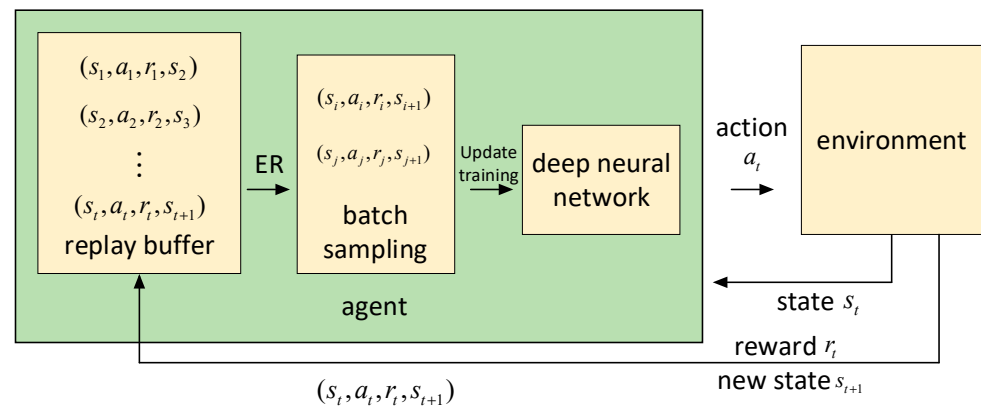 (s₁,a₁,r₁,s₂)
(s₂,a₂,r₂,s₃)
⋮
(sₜ,aₜ,rₜ,sₜ₊₁)
replay buffer
ER
(sᵢ,aᵢ,rᵢ,sᵢ₊₁)
(sⱼ,aⱼ,rⱼ,sⱼ₊₁)
batch
sampling
Update
training
deep neural
network
agent
action
aₜ
environment
state sₜ
reward rₜ
new state sₜ₊₁
(sₜ,aₜ,rₜ,sₜ₊₁)